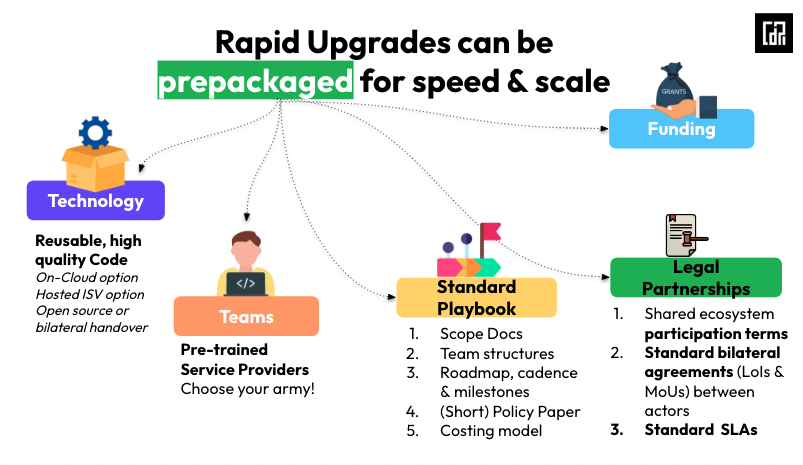 Rapid Upgrades can be
prepackaged for speed & scale
CDPI
GRANTS
Funding
Technology
Reusable, high
quality Code
On-Cloud option
Hosted ISV option
Open source or
bilateral handover
</>
Teams
Pre-trained
Service Providers
Choose your army!
Standard
Playbook
1. Scope Docs
2. Team structures
3. Roadmap, cadence
& milestones
4. (Short) Policy Paper
5. Costing model
Legal
Partnerships
1. Shared ecosystem
participation terms
2. Standard bilateral
agreements (LoIs &
MoUs) between
actors
3. Standard SLAs